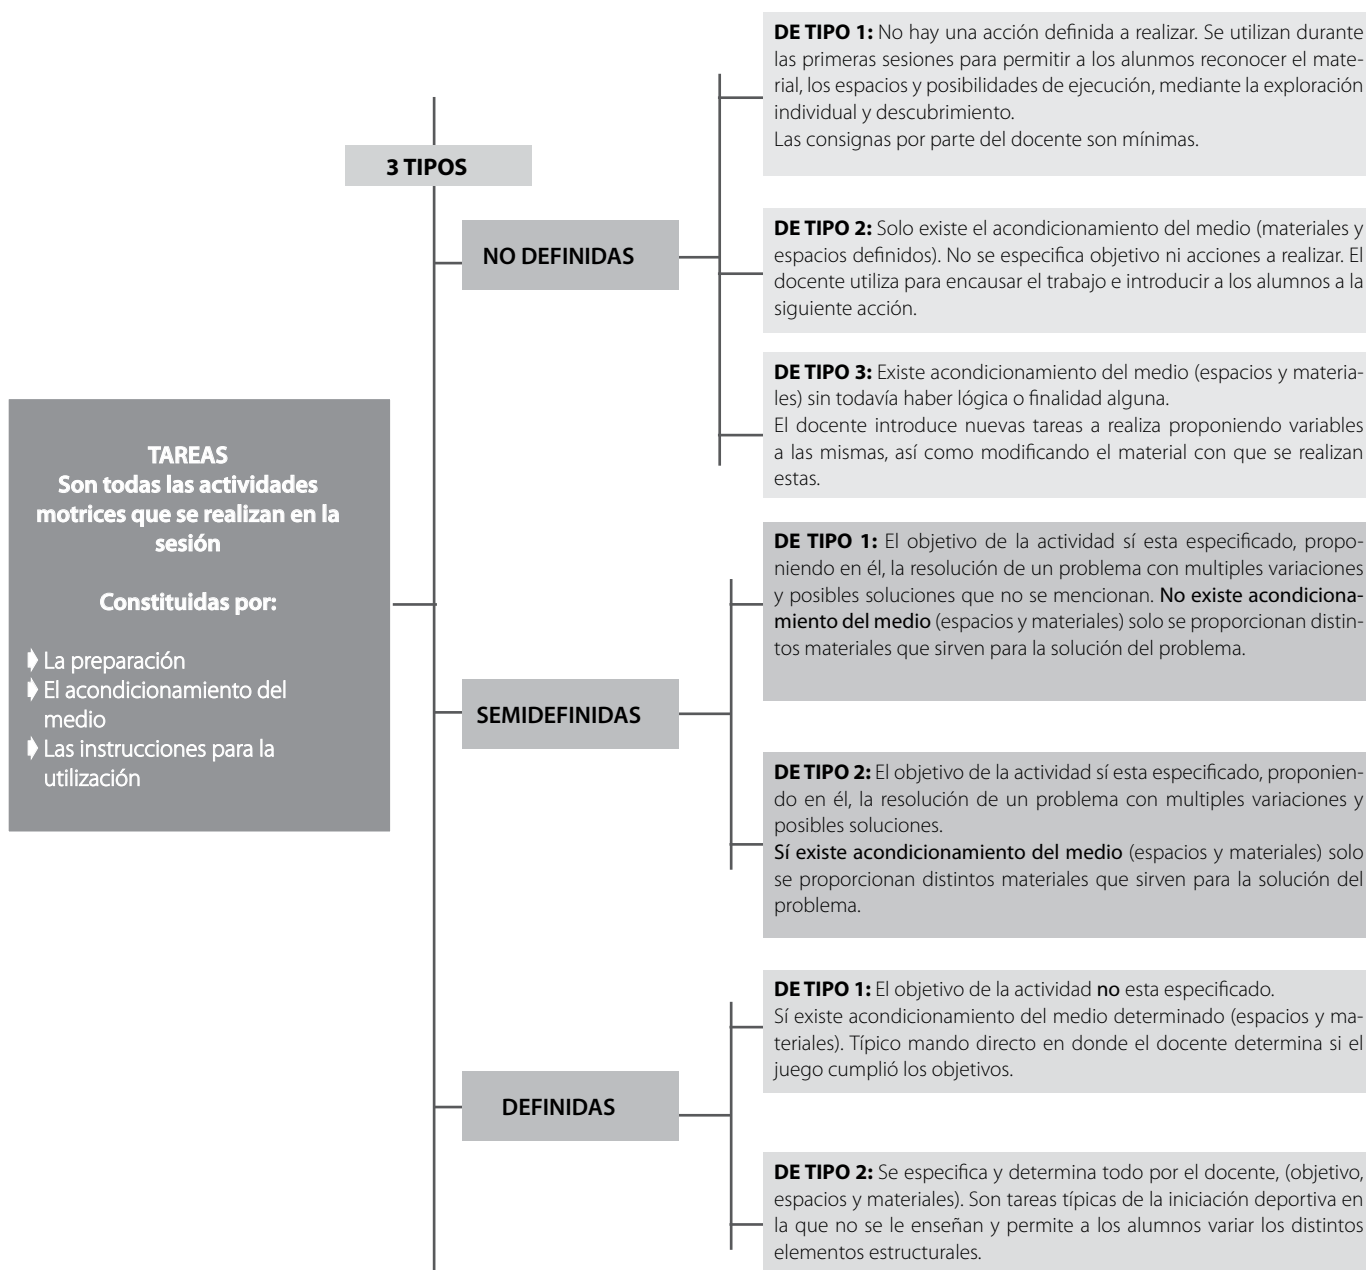 TAREAS
Son todas las actividades
motrices que se realizan en la
sesión
Constituidas por:
La preparación
El acondicionamiento del
medio
Las instrucciones para la
utilización
3 TIPOS
NO DEFINIDAS
DE TIPO 1: No hay una acción definida a realizar. Se utilizan durante
las primeras sesiones para permitir a los alunmos reconocer el mate-
rial, los espacios y posibilidades de ejecución, mediante la exploración
individual y descubrimiento.
Las consignas por parte del docente son mínimas.
DE TIPO 2: Solo existe el acondicionamiento del medio (materiales y
espacios definidos). No se especifica objetivo ni acciones a realizar. El
docente utiliza para encausar el trabajo e introducir a los alumnos a la
siguiente acción.
DE TIPO 3: Existe acondicionamiento del medio (espacios y materia-
les) sin todavía haber lógica o finalidad alguna.
El docente introduce nuevas tareas a realiza proponiendo variables
a las mismas, así como modificando el material con que se realizan
estas.
SEMIDEFINIDAS
DE TIPO 1: El objetivo de la actividad sí esta especificado, propo-
niendo en él, la resolución de un problema con multiples variaciones
y posibles soluciones que no se mencionan. No existe acondiciona-
miento del medio (espacios y materiales) solo se proporcionan distin-
tos materiales que sirven para la solución del problema.
DE TIPO 2: El objetivo de la actividad sí esta especificado, proponien-
do en él, la resolución de un problema con multiples variaciones y
posibles soluciones.
Sí existe acondicionamiento del medio (espacios y materiales) solo
se proporcionan distintos materiales que sirven para la solución del
problema.
DEFINIDAS
DE TIPO 1: El objetivo de la actividad no esta especificado.
Sí existe acondicionamiento del medio determinado (espacios y ma-
teriales). Típico mando directo en donde el docente determina si el
juego cumplió los objetivos.
DE TIPO 2: Se especifica y determina todo por el docente, (objetivo,
espacios y materiales). Son tareas típicas de la iniciación deportiva en
la que no se le enseñan y permite a los alumnos variar los distintos
elementos estructurales.